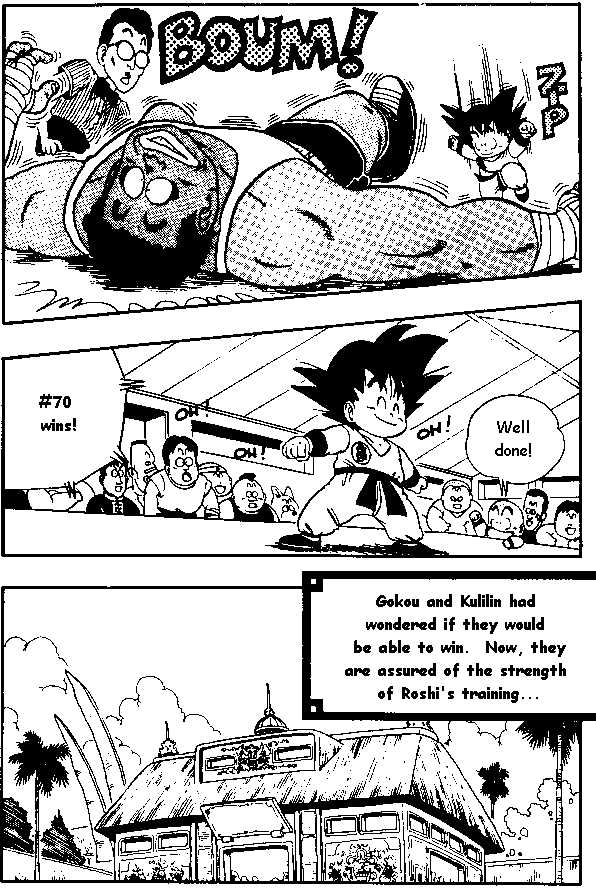 BOUM!
ZIP
#70
wins!
OH!
OH!
OH!
Well
done!
Gokou and Kulilin had
wondered if they would
be able to win. Now, they
are assured of the strength
of Roshi's training...